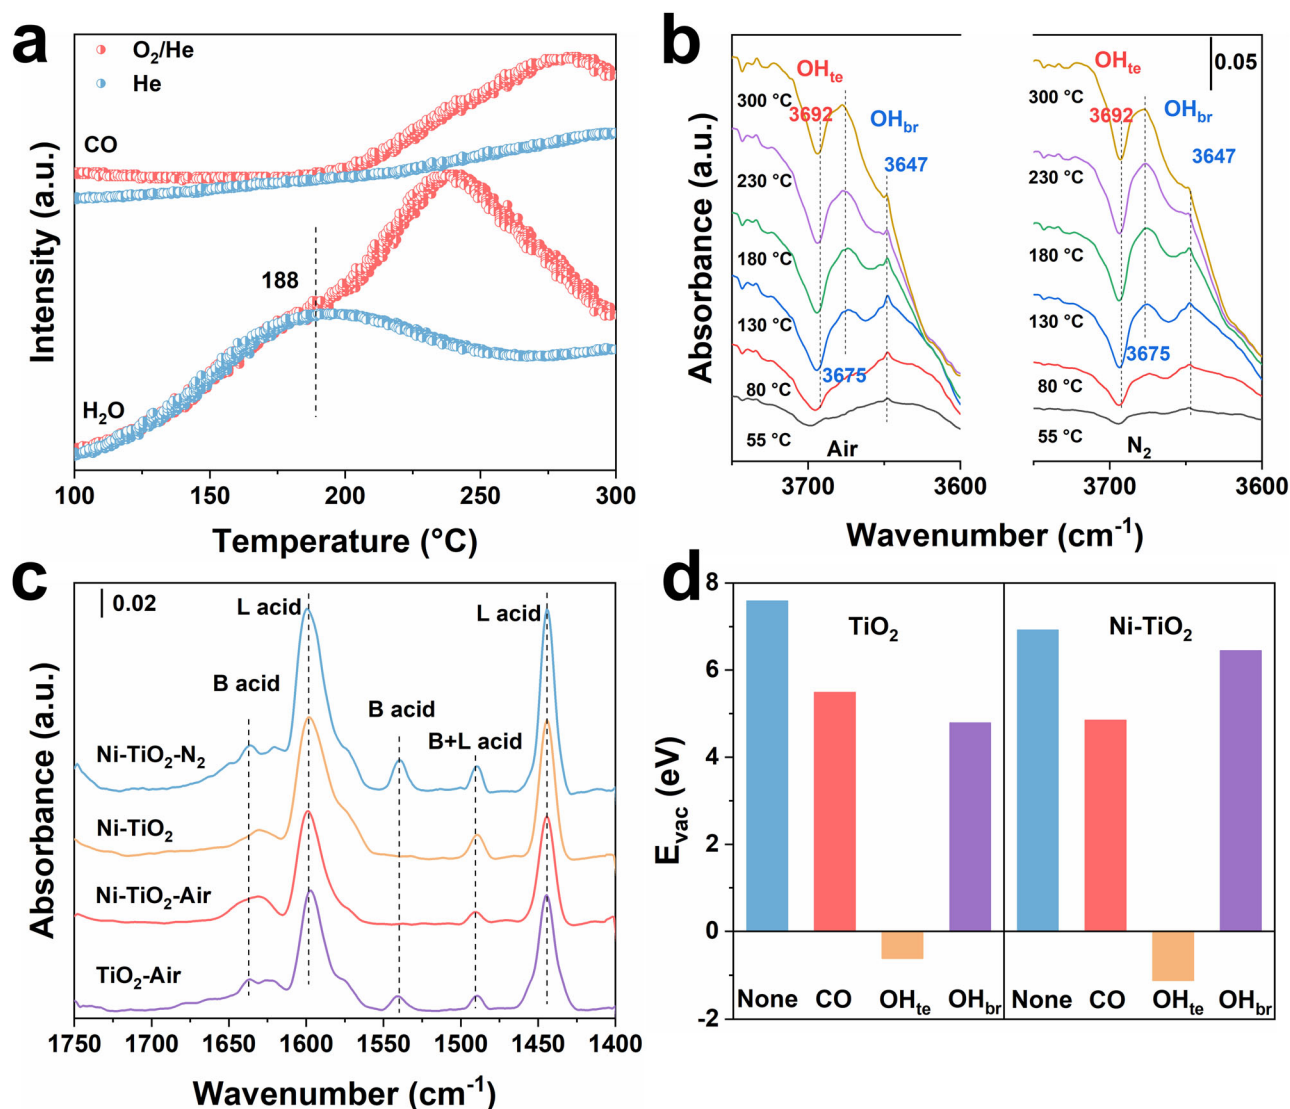 a
O2/He
He
CO
188
H2O
Intensity (a.u.)
100 150 200 250 300
Temperature (°C)
b
0.05
OHte
3692
OHbr
3647
300 °C
230 °C
180 °C
130 °C
3675
80 °C
55 °C
Air
3700 3600
OHte
3692
OHbr
3647
300 °C
230 °C
180 °C
130 °C
3675
80 °C
55 °C
N2
3700 3600
Absorbance (a.u.)
Wavenumber (cm-1)
c
0.02
L acid
L acid
B acid
B acid
B+L acid
Ni-TiO2-N2
Ni-TiO2
Ni-TiO2-Air
TiO2-Air
Absorbance (a.u.)
1750 1700 1650 1600 1550 1500 1450 1400
Wavenumber (cm-1)
d
8
6
4
2
0
-2
Evac (eV)
TiO2
Ni-TiO2
None CO OHte OHbr None CO OHte OHbr